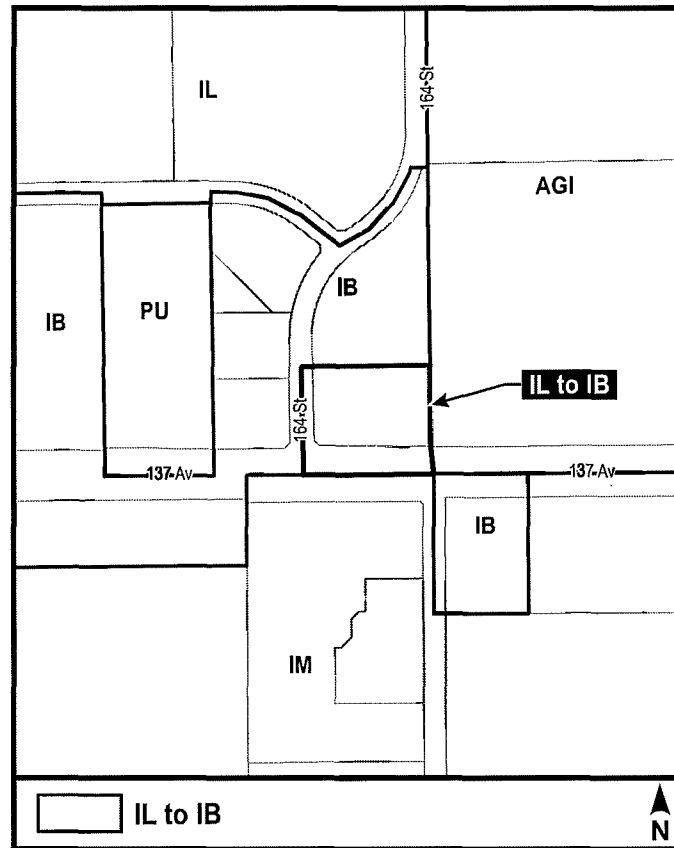 164 St
IL
AGI
IB
IB
PU
IL to IB
164 St
137 Av
137 Av
IB
IM
IL to IB
N